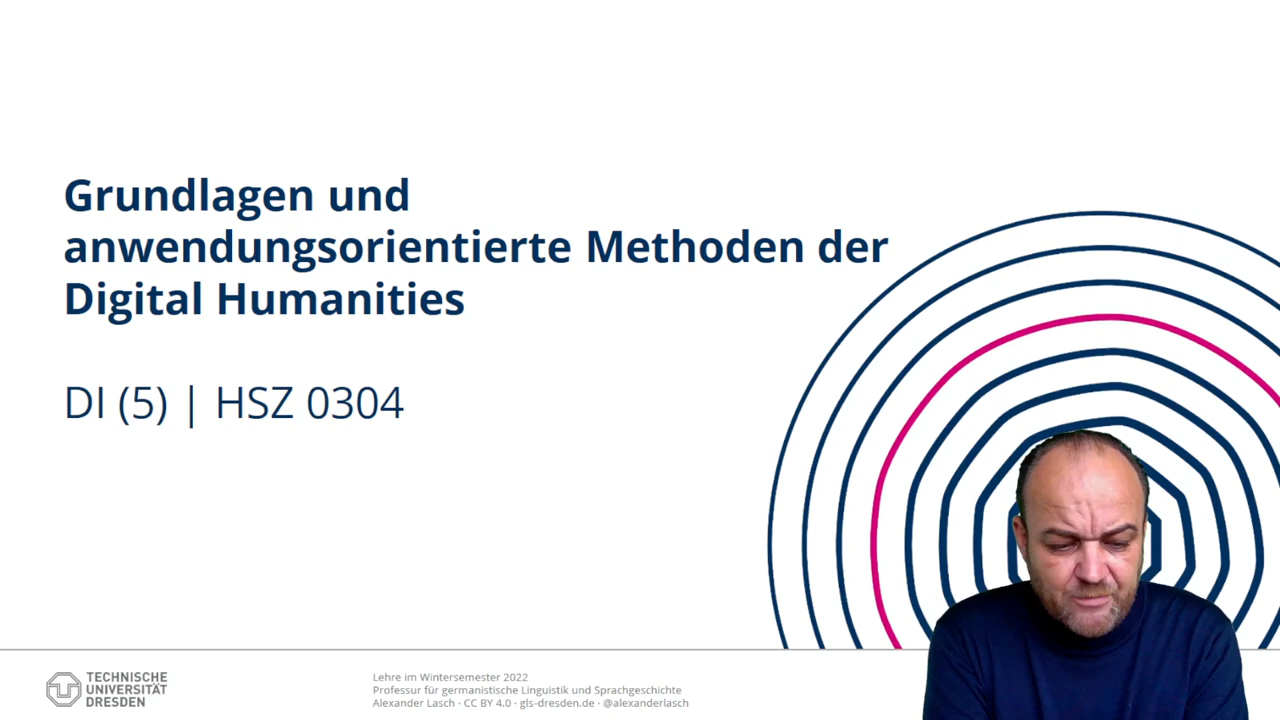 Grundlagen und
anwendungsorientierte Methoden der
Digital Humanities
DI (5) | HSZ 0304
TECHNISCHE
UNIVERSITÄT
DRESDEN
Lehre im Wintersemester 2022
Professur für germanistische Linguistik und Sprachgeschichte
Alexander Lasch · CC BY 4.0 · gls-dresden.de · @alexanderlasch